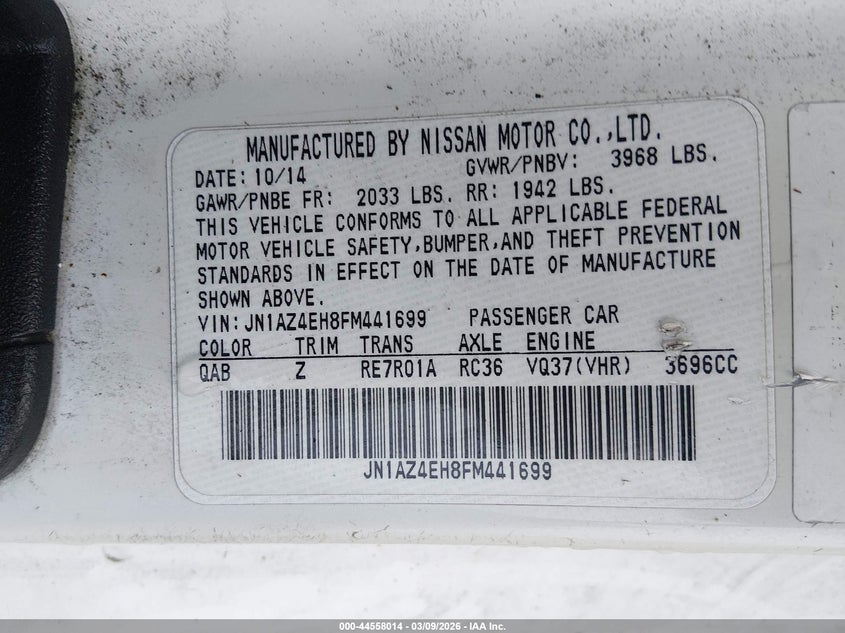 MANUFACTURED BY NISSAN MOTOR CO.,LTD.
DATE: 10/14 GVWR/PNBV: 3968 LBS.
GAWR/PNBE FR: 2033 LBS. RR: 1942 LBS.
THIS VEHICLE CONFORMS TO ALL APPLICABLE FEDERAL
MOTOR VEHICLE SAFETY,BUMPER,AND THEFT PREVENTION
STANDARDS IN EFFECT ON THE DATE OF MANUFACTURE
SHOWN ABOVE.
VIN: JN1AZ4EH8FM441699 PASSENGER CAR
COLOR TRIM TRANS AXLE ENGINE
QAB Z RE7R01A RC36 VQ37(VHR) 3696CC
JN1AZ4EH8FM441699
000-44558014 | 03/09/2026 - IAA Inc.